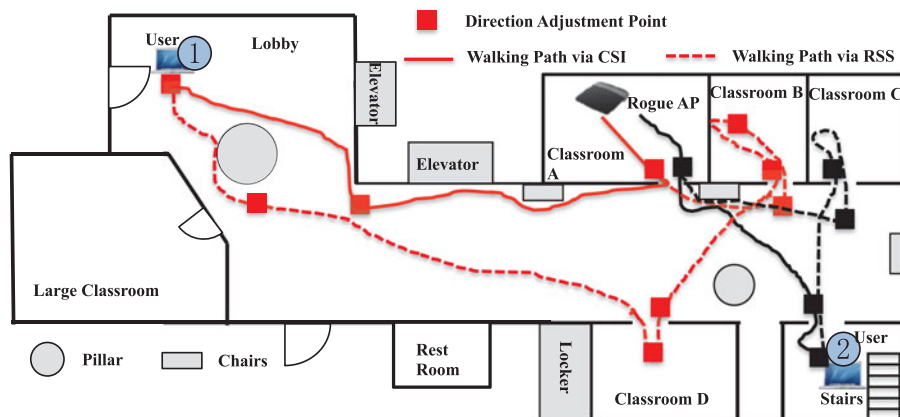 Direction Adjustment Point
User
1
Lobby
Walking Path via CSI
Walking Path via RSS
Elevator
Rogue AP
Classroom B
Classroom C
Elevator
Classroom
A
Large Classroom
User
2
Pillar
Chairs
Rest
Room
Locker
Classroom D
Stairs